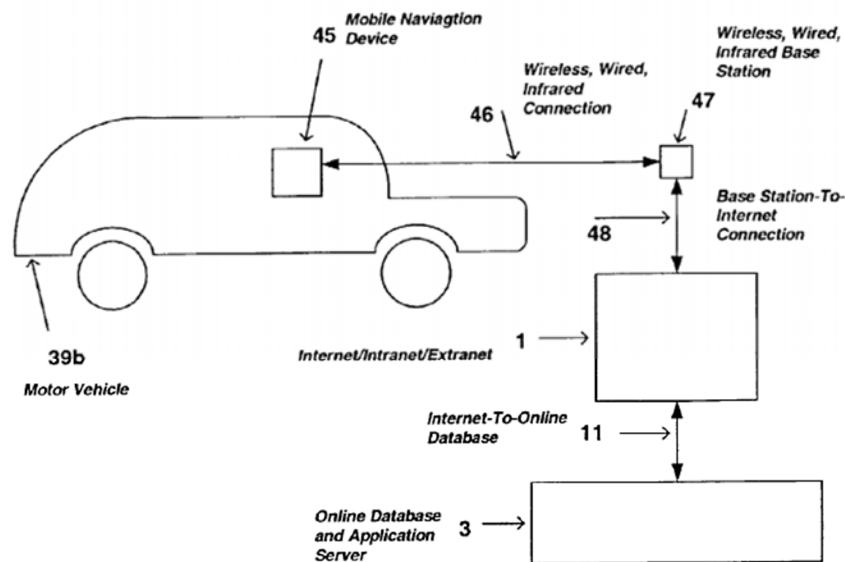 45
Mobile Naviagtion
Device
Wireless, Wired,
Infrared
Connection
46
Wireless, Wired,
Infrared Base
Station
47
Base Station-To-
Internet
Connection
48
39b
Motor Vehicle
Internet/Intranet/Extranet
1
Internet-To-Online
Database
11
Online Database
and Application
Server
3